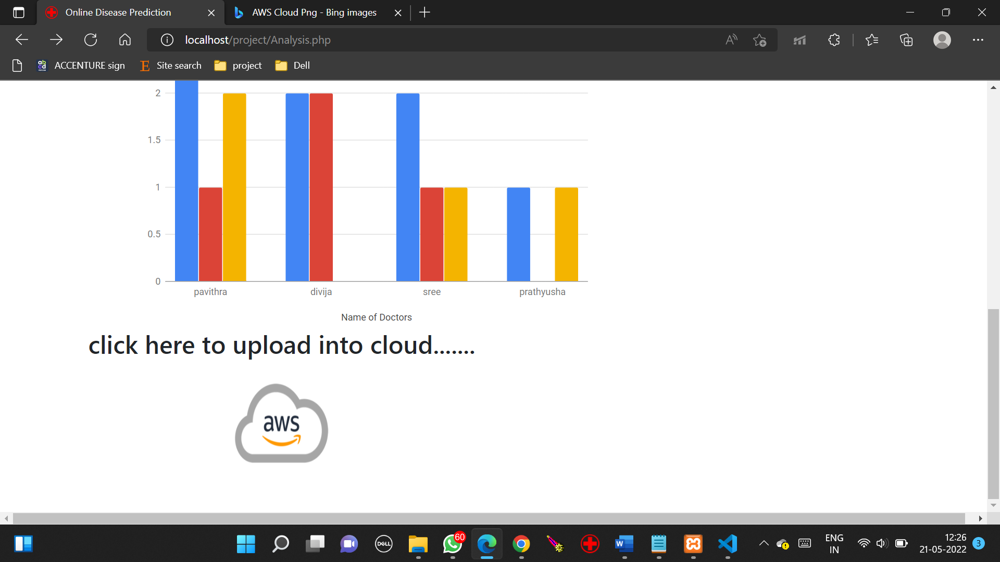 Online Disease Prediction
AWS Cloud Png - Bing images
localhost/project/Analysis.php
abcd
ACCENTURE sign
E
Site search
project
Dell
2
1.5
1
0.5
0
pavithra
divija
sree
prathyusha
Name of Doctors
click here to upload into cloud.......
aws
DELL
60
W
ENG
IN
12:26
21-05-2022
3